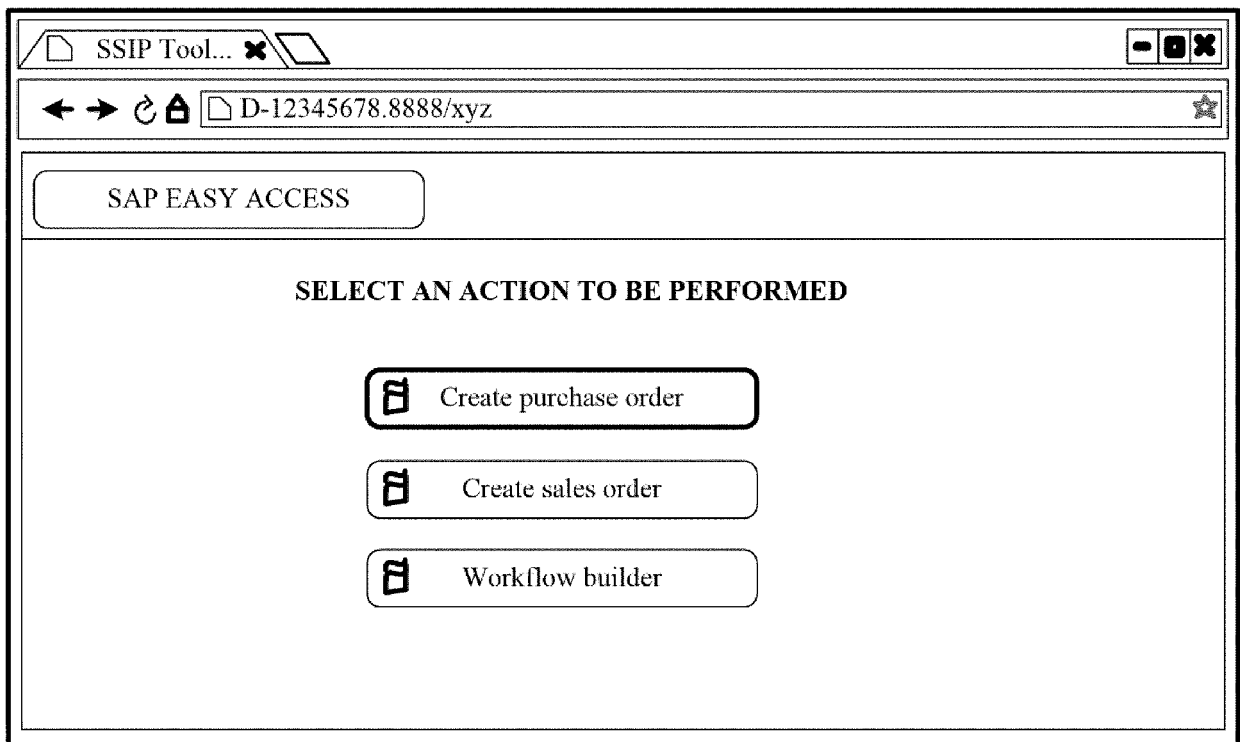 SSIP Tool...
D-12345678.8888/xyz
SAP EASY ACCESS
SELECT AN ACTION TO BE PERFORMED
Create purchase order
Create sales order
Workflow builder